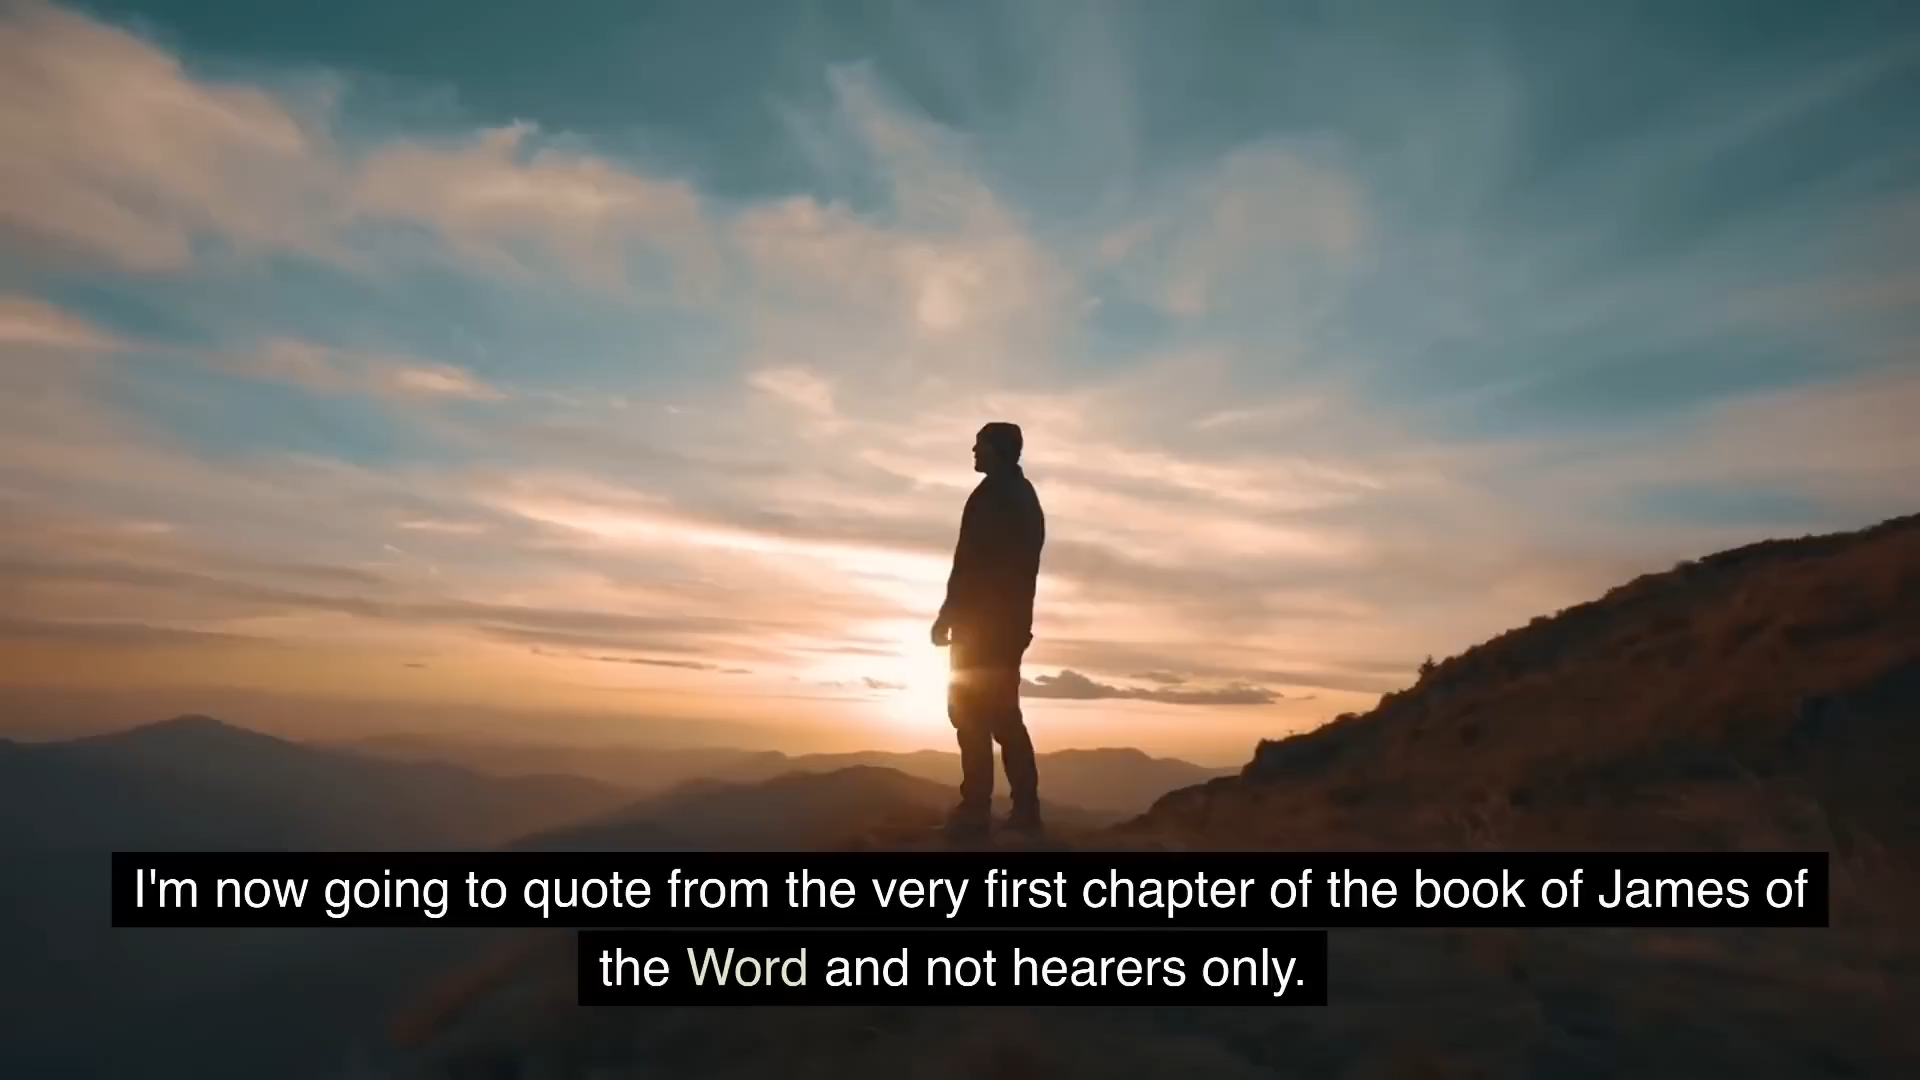 I'm now going to quote from the very first chapter of the book of James of
the Word and not hearers only.